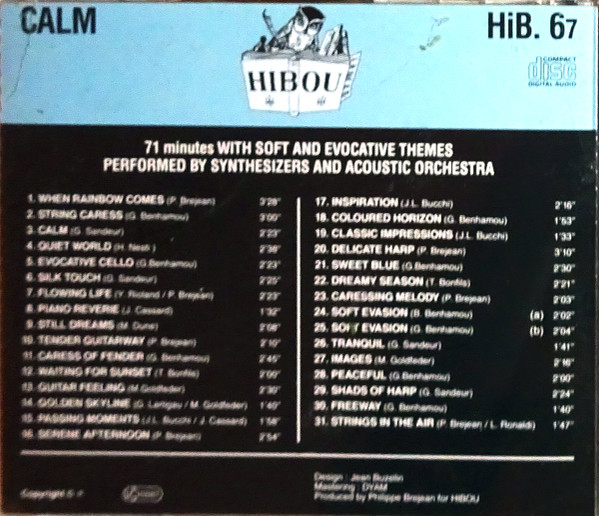 CALM
HiB. 67
HIBOU
COMPACT
disc
DIGITAL AUDIO
71 minutes WITH SOFT AND EVOCATIVE THEMES
PERFORMED BY SYNTHESIZERS AND ACOUSTIC ORCHESTRA
1. WHEN RAINBOW COMES (P. Brejean) 3'28"
2. STRING CARESS (G. Benhamou) 3'00"
3. CALM (G. Sandeur) 2'23"
4. QUIET WORLD (H. ) 2'38"
5. EVOCATIVE CELLO (G.Benhamou) 2'23"
6. SILK TOUCH (G. Sandeur) 2'25"
7. FLOWING LIFE (Y. / P. Brejean) 2'23"
8. PIANO REVERIE (J. Cassard) 1'32"
9. STILL DREAMS (M. Duns) 2'08"
10. TENDER GUITARWAY (P. Brejean) 2'10"
11. CARESS OF FENDER (G. Benhamou) 2'45"
12. WAITING FOR SUNSET (T. Bonfils) 2'00"
13. GUITAR FEELING (M.Goldfeder) 2'30"
14. GOLDEN SKYLINE (G. Lartigau / M. Goldfeder) 1'40"
15. PASSING MOMENTS (J.L. Bucchi / J. Cassard) 1'58"
16. SERENE AFTERNOON (P. Brejean) 2'54"
17. INSPIRATION (J.L. Bucchi) 2'16"
18. COLOURED HORIZON (G. Benhamou) 1'53"
19. CLASSIC IMPRESSIONS (J.L. Bucchi) 1'33"
20. DELICATE HARP (P. Brejean) 3'10"
21. SWEET BLUE (G.Benhamou) 2'30"
22. DREAMY SEASON (T. Bonfils) 2'21"
23. CARESSING MELODY (P. Brejean) 2'03"
24. SOFT EVASION (B. Benhamou) (a) 2'02"
25. SOFT EVASION (G. Benhamou) (b) 2'04"
26. TRANQUIL (G. Sandeur) 1'41"
27. IMAGES (M. Goldfeder) 2'16"
28. PEACEFUL (G. Benhamou) 2'00"
29. SHADS OF HARP (G. Sandeur) 2'24"
30. FREEWAY (G. Benhamou) 1'40"
31. STRINGS IN THE AIR (P. Brejean / L. Ronaldi) 1'47"
Copyright
Design : Jean Buzelin
Mastering : DYAM
Produced by Philippe Brejean for HIBOU